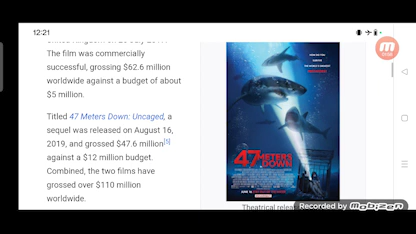 12:21
The film was commercially
successful, grossing $62.6 million
worldwide against a budget of about
$5 million.
Titled 47 Meters Down: Uncaged, a
sequel was released on August 16,
2019, and grossed $47.6 million[5]
against a $12 million budget.
Combined, the two films have
grossed over $110 million
worldwide.
47 METERS
DOWN
Theatrical relea
Recorded by Mobizen